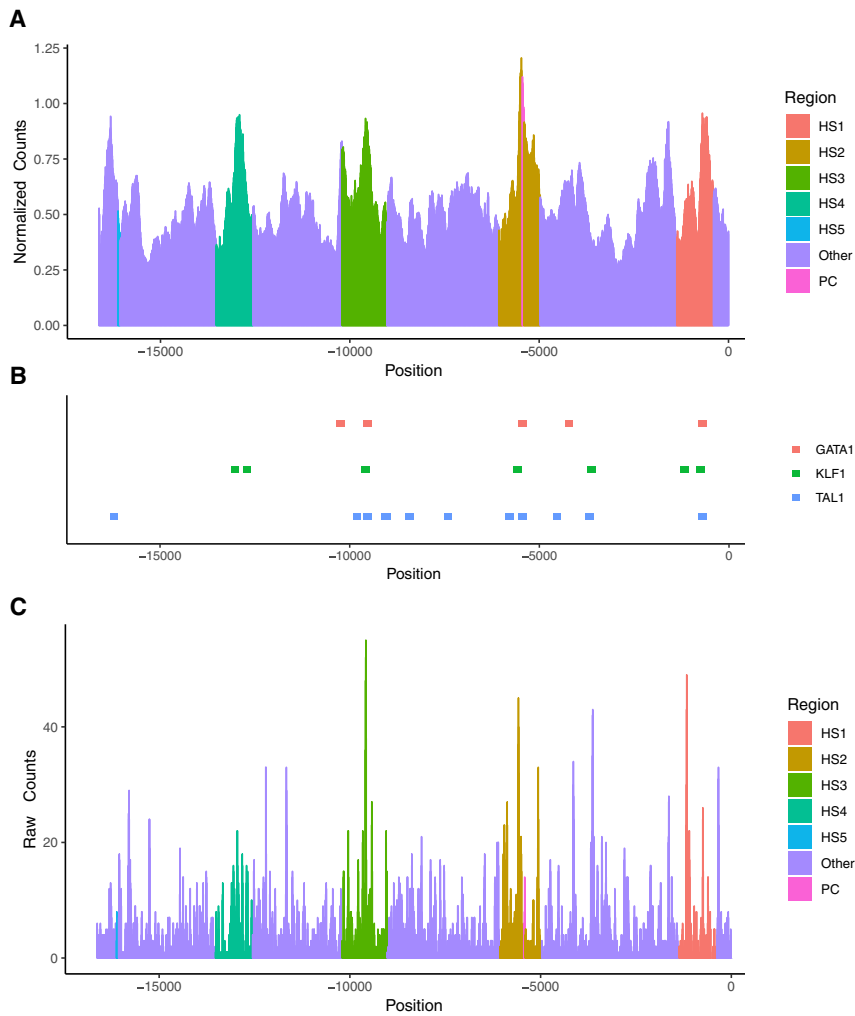 A
Normalized Counts
1.25
1.00
0.75
0.50
0.25
0.00
−15000 −10000 −5000 0
Position
Region
HS1
HS2
HS3
HS4
HS5
Other
PC
B
−15000 −10000 −5000 0
Position
GATA1
KLF1
TAL1
C
Raw Counts
40
20
0
−15000 −10000 −5000 0
Position
Region
HS1
HS2
HS3
HS4
HS5
Other
PC